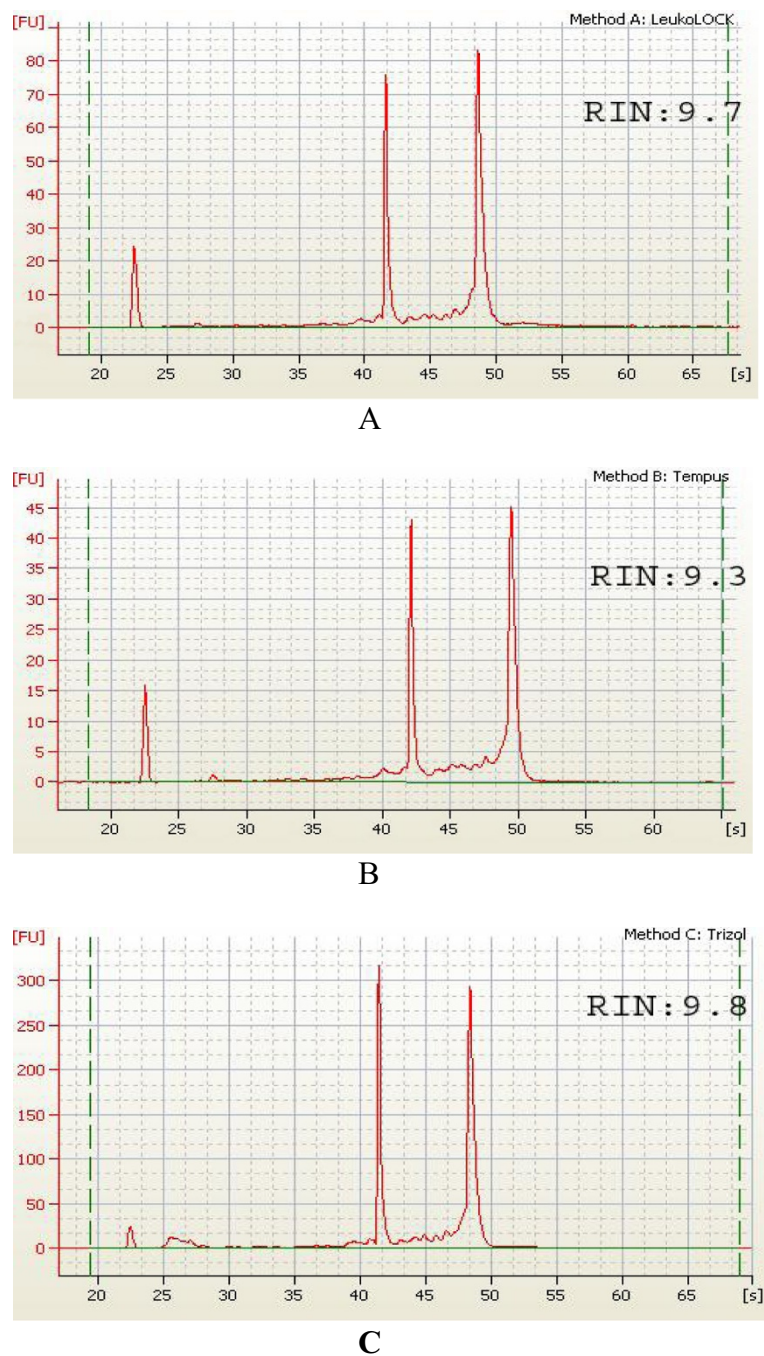 Method A: LeukoLOCK
[FU]
80
70
60
50
40
30
20
10
0
RIN:9.7
20 25 30 35 40 45 50 55 60 65 [s]
A
Method B: Tempus
[FU]
45
40
35
30
25
20
15
10
5
0
RIN:9.3
20 25 30 35 40 45 50 55 60 [s]
B
Method C: Trizol
[FU]
300
250
200
150
100
50
0
RIN:9.8
20 25 30 35 40 45 50 55 60 65 [s]
C